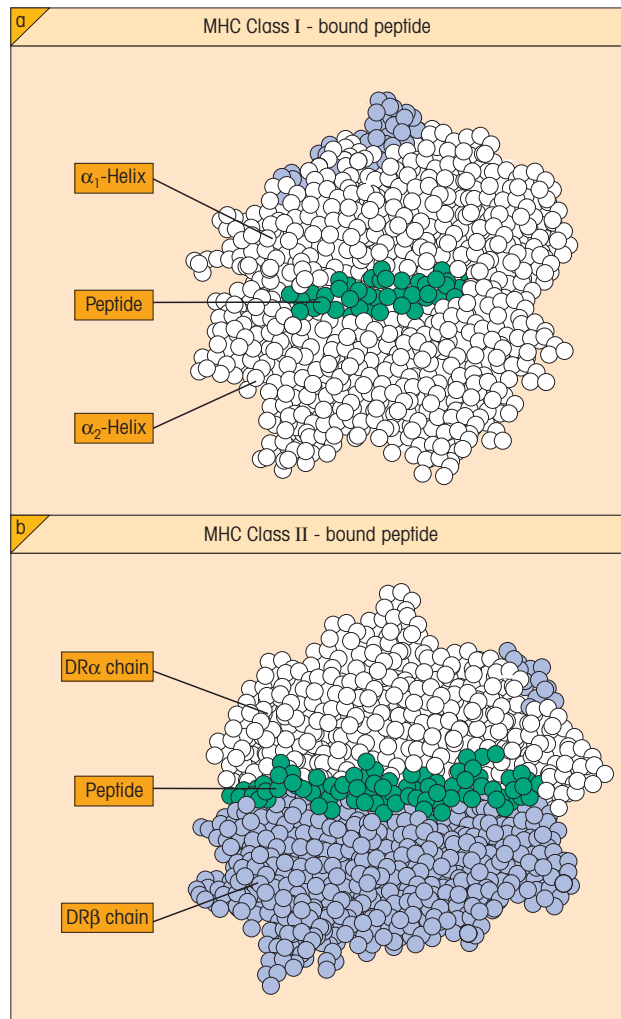 a
MHC Class I - bound peptide
α₁-Helix
Peptide
α₂-Helix
b
MHC Class II - bound peptide
DRα chain
Peptide
DRβ chain